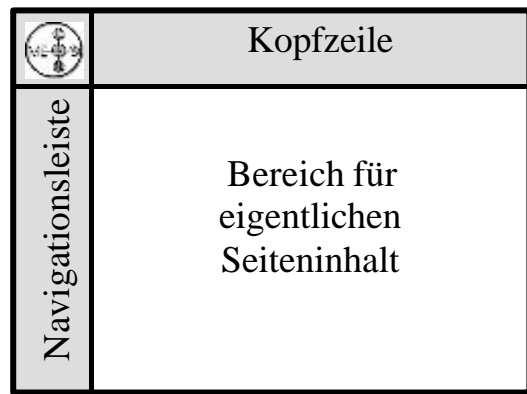 Kopfzeile
Navigationsleiste
Bereich für
eigentlichen
Seiteninhalt